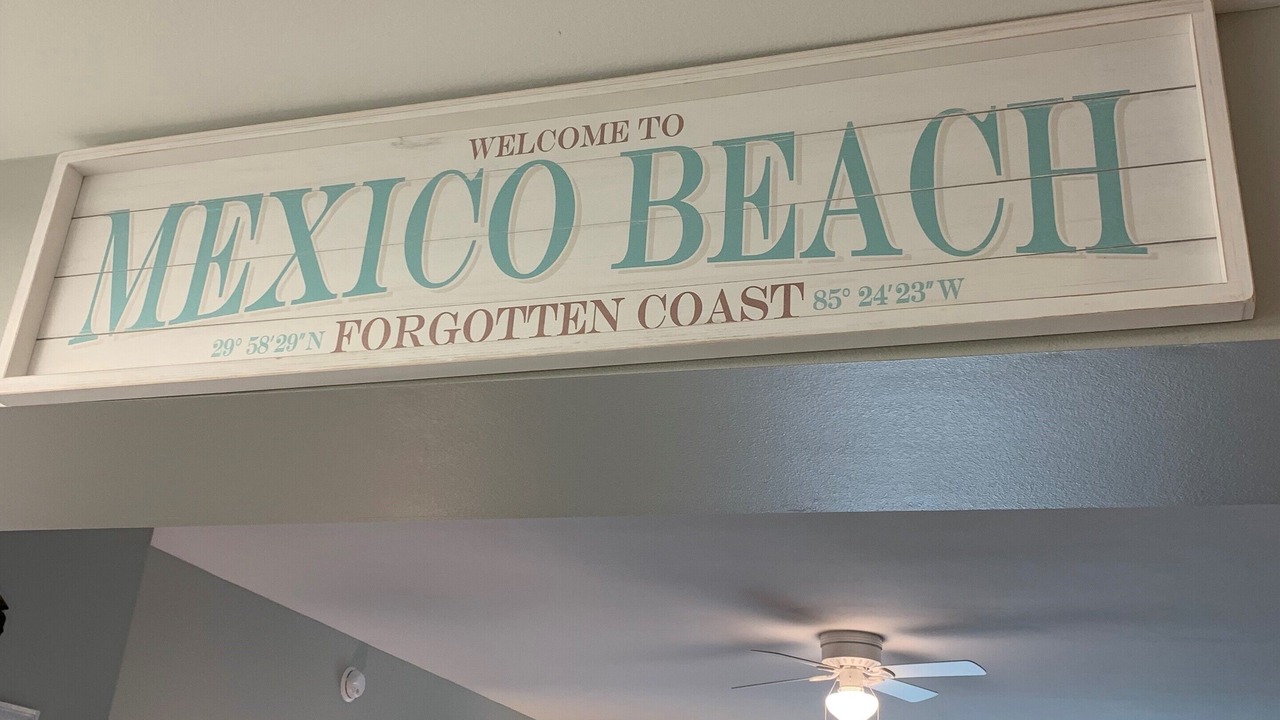 WELCOME TO
MEXICO BEACH
29° 58'29"N FORGOTTEN COAST 85° 24'23"W